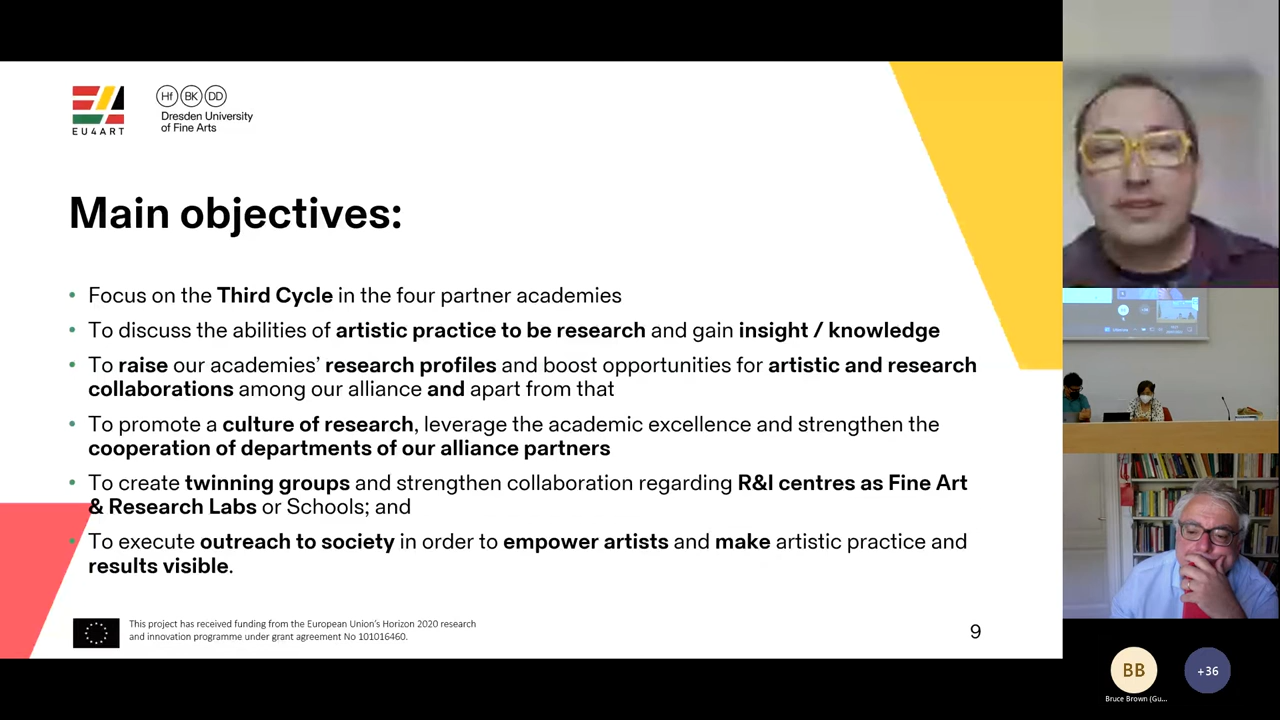 EU4ART
Hf BK DD
Dresden University
of Fine Arts
Main objectives:
• Focus on the Third Cycle in the four partner academies
• To discuss the abilities of artistic practice to be research and gain insight / knowledge
• To raise our academies’ research profiles and boost opportunities for artistic and research
collaborations among our alliance and apart from that
• To promote a culture of research, leverage the academic excellence and strengthen the
cooperation of departments of our alliance partners
• To create twinning groups and strengthen collaboration regarding R&I centres as Fine Art
& Research Labs or Schools; and
• To execute outreach to society in order to empower artists and make artistic practice and
results visible.
This project has received funding from the European Union’s Horizon 2020 research
and innovation programme under grant agreement No 101016460.
9
BB
+36
Bruce Brown (Gu...